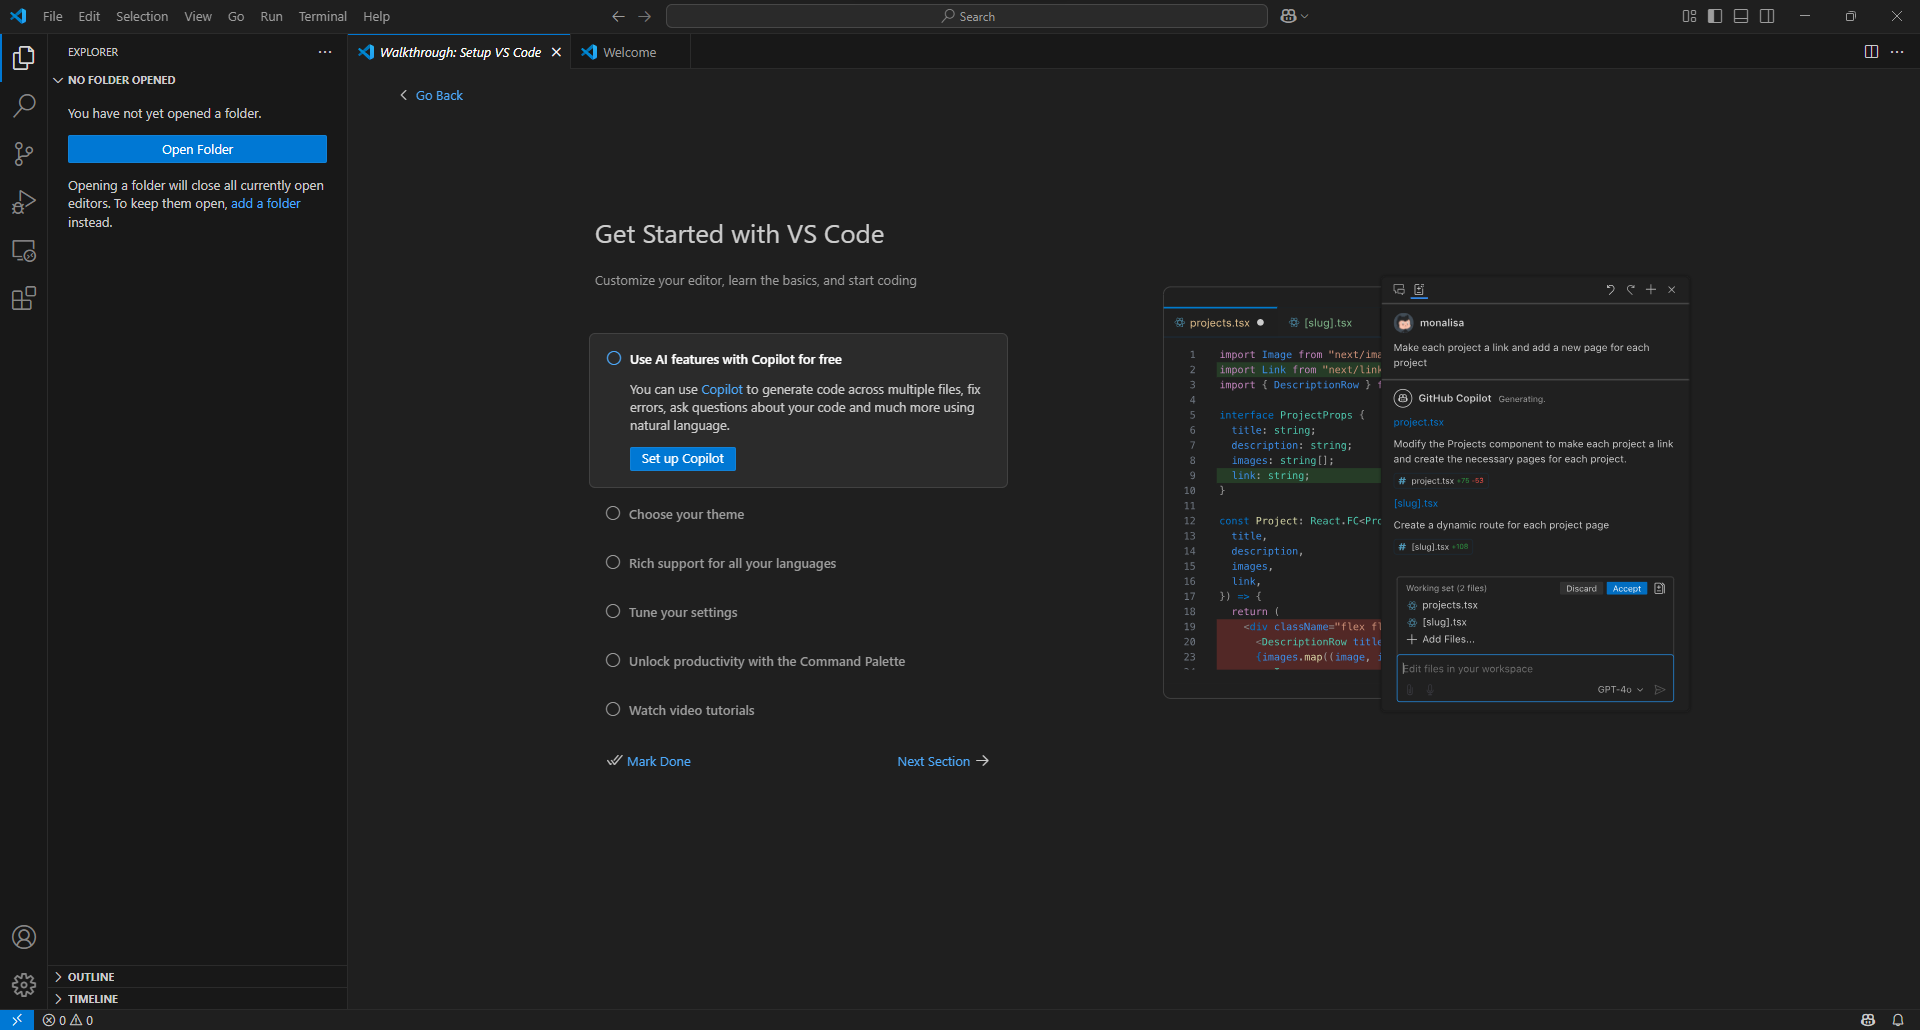 File Edit Selection View Go Run Terminal Help
Search
EXPLORER
NO FOLDER OPENED
You have not yet opened a folder.
Open Folder
Opening a folder will close all currently open
editors. To keep them open, add a folder
instead.
OUTLINE
TIMELINE
Walkthrough: Setup VS Code
Welcome
Go Back
Get Started with VS Code
Customize your editor, learn the basics, and start coding
Use AI features with Copilot for free
You can use Copilot to generate code across multiple files, fix
errors, ask questions about your code and much more using
natural language.
Set up Copilot
Choose your theme
Rich support for all your languages
Tune your settings
Unlock productivity with the Command Palette
Watch video tutorials
Mark Done
Next Section
projects.tsx
[slug].tsx
1 import Image from "next/ima
2 import Link from "next/link
3 import { DescriptionRow } f
4
5 interface ProjectProps {
6 title: string;
7 description: string;
8 images: string[];
9 link: string;
10 }
11
12 const Project: React.FC<Pro
13 title,
14 description,
15 images,
16 link,
17 }) => {
18 return (
19 <div className="flex fl
20 <DescriptionRow title
23 {images.map((image, i
monalisa
Make each project a link and add a new page for each
project
GitHub Copilot Generating.
project.tsx
Modify the Projects component to make each project a link
and create the necessary pages for each project.
# project.tsx +75 -53
[slug].tsx
Create a dynamic route for each project page
# [slug].tsx +108
Working set (2 files)
Discard
Accept
projects.tsx
[slug].tsx
Add Files...
Edit files in your workspace
GPT-4o
0 0